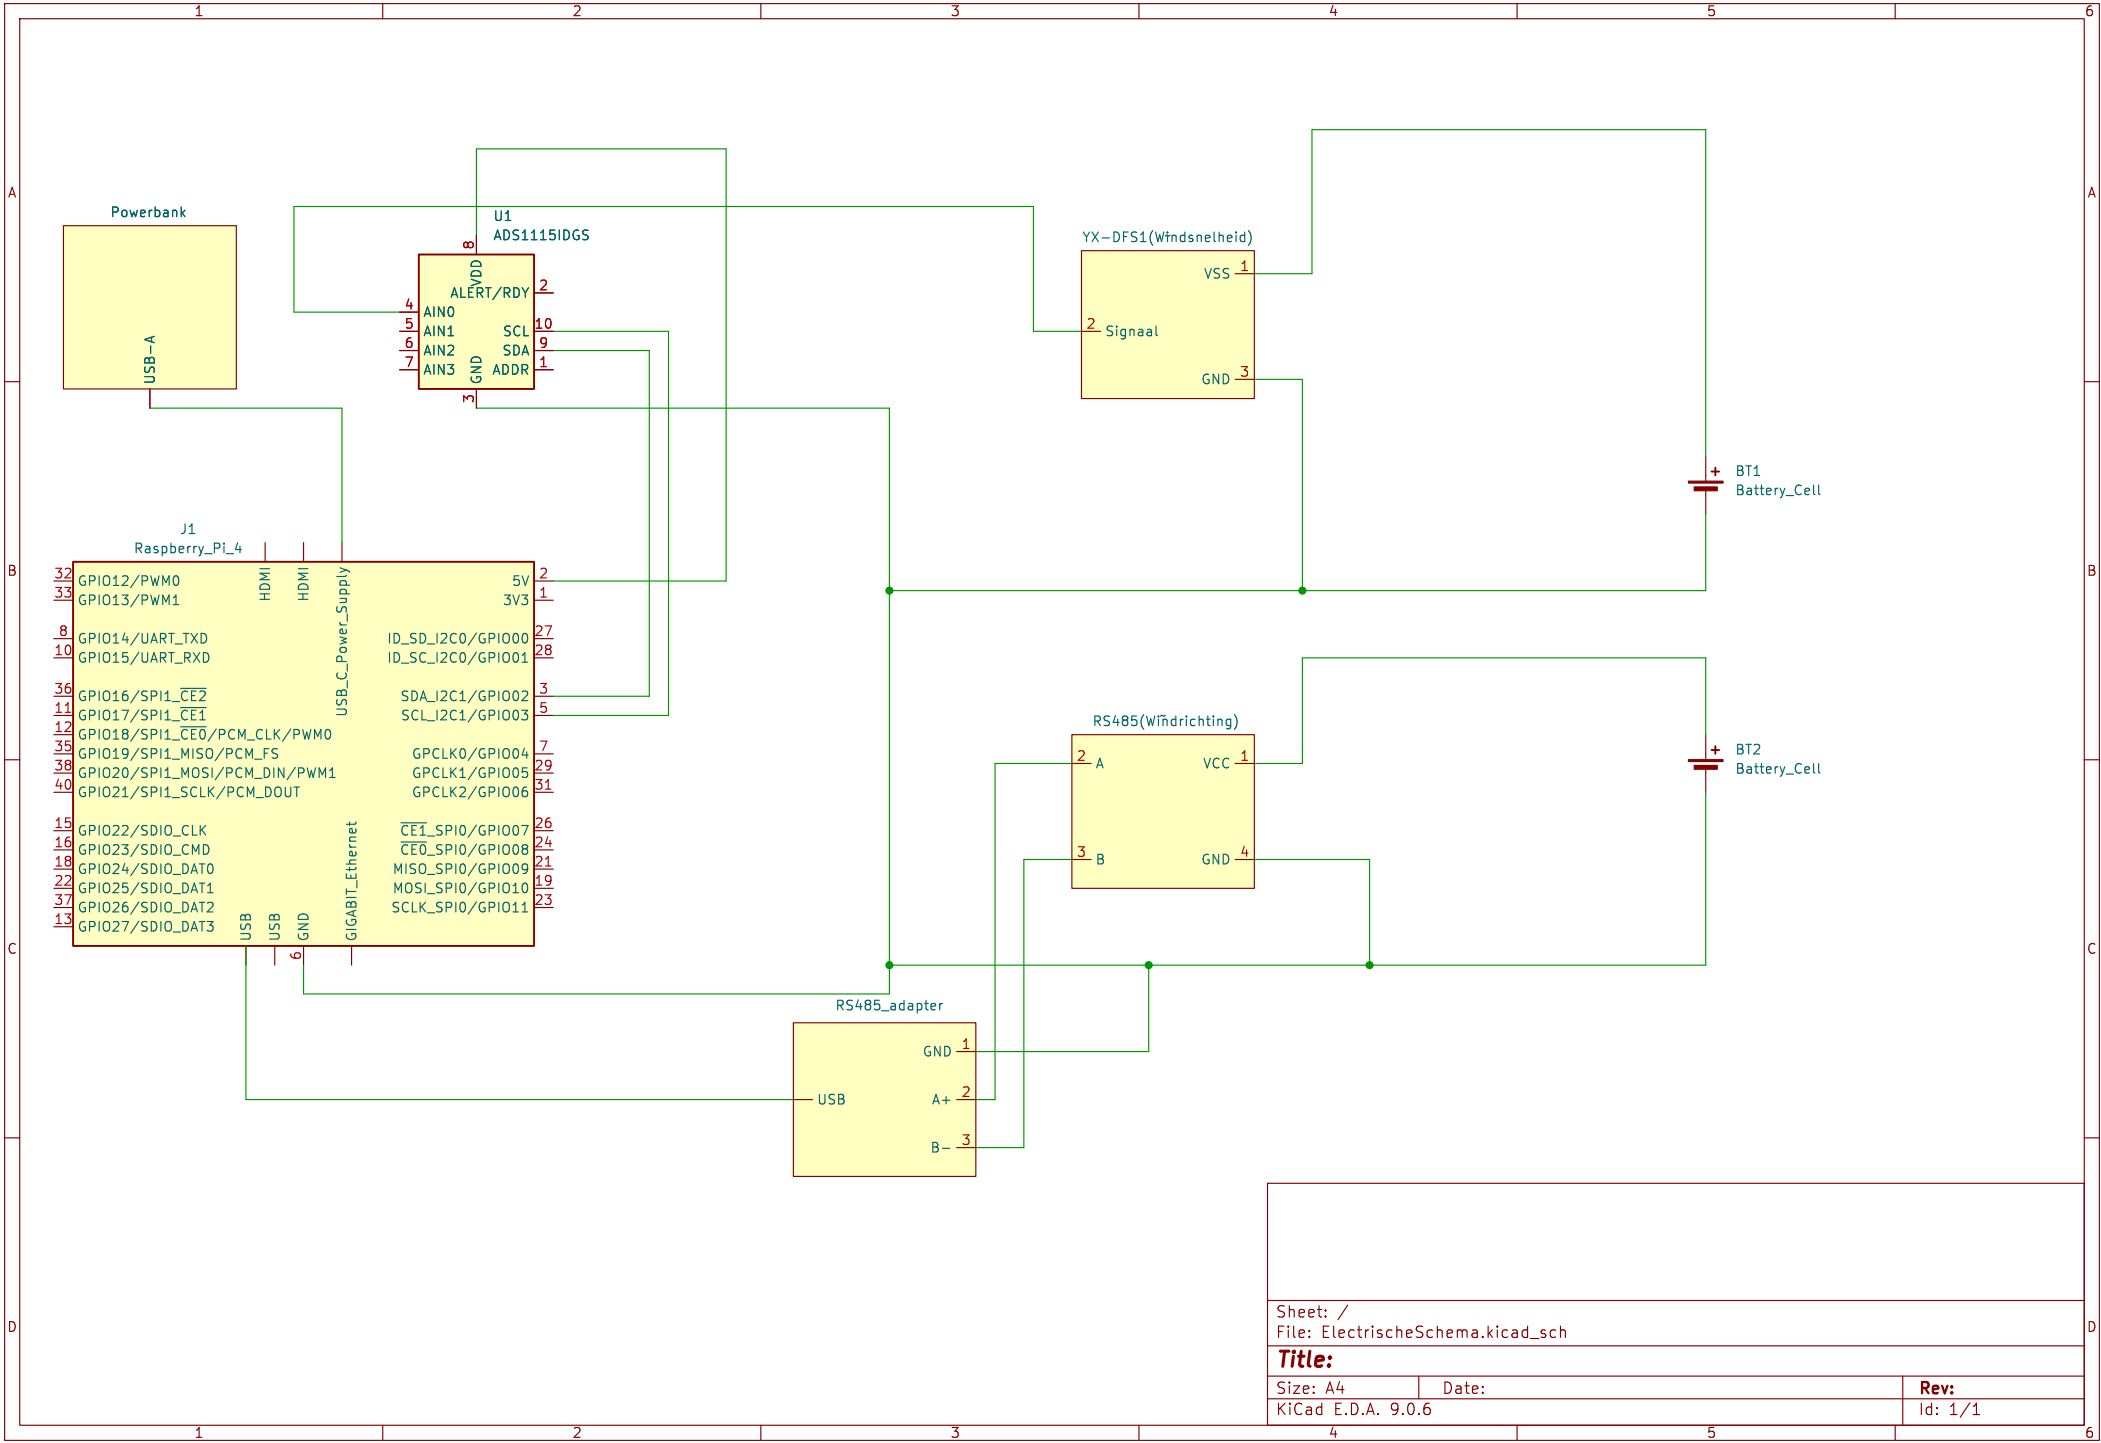 1 2 3 4 5 6
A A
B B
C C
D D
1 2 3 4 5 6
Powerbank
USB-A
U1
ADS1115IDGS
8
VDD
ALERT/RDY 2
4 AIN0
5 AIN1
SCL 10
6 AIN2
SDA 9
7 AIN3
ADDR 1
GND
3
YX-DFS1(Windsnelheid)
VSS 1
2 Signaal
GND 3
BT1
Battery_Cell
+
J1
Raspberry_Pi_4
HDMI
HDMI
USB_C_Power_Supply
32 GPIO12/PWM0
33 GPIO13/PWM1
8 GPIO14/UART_TXD
10 GPIO15/UART_RXD
36 GPIO16/SPI1_CE2
11 GPIO17/SPI1_CE1
12 GPIO18/SPI1_CE0/PCM_CLK/PWM0
35 GPIO19/SPI1_MISO/PCM_FS
38 GPIO20/SPI1_MOSI/PCM_DIN/PWM1
40 GPIO21/SPI1_SCLK/PCM_DOUT
15 GPIO22/SDIO_CLK
16 GPIO23/SDIO_CMD
18 GPIO24/SDIO_DAT0
22 GPIO25/SDIO_DAT1
37 GPIO26/SDIO_DAT2
13 GPIO27/SDIO_DAT3
5V 2
3V3 1
ID_SD_I2C0/GPIO00 27
ID_SC_I2C0/GPIO01 28
SDA_I2C1/GPIO02 3
SCL_I2C1/GPIO03 5
GPCLK0/GPIO04 7
GPCLK1/GPIO05 29
GPCLK2/GPIO06 31
CE1_SPI0/GPIO07 26
CE0_SPI0/GPIO08 24
MISO_SPI0/GPIO09 21
MOSI_SPI0/GPIO10 19
SCLK_SPI0/GPIO11 23
USB
USB
GND
6
GIGABIT_Ethernet
RS485(Windrichting)
2 A
VCC 1
3 B
GND 4
BT2
Battery_Cell
+
RS485_adapter
GND 1
USB
A+ 2
B- 3
Sheet: /
File: ElectrischeSchema.kicad_sch
Title:
Size: A4
Date:
Rev:
KiCad E.D.A. 9.0.6
Id: 1/1